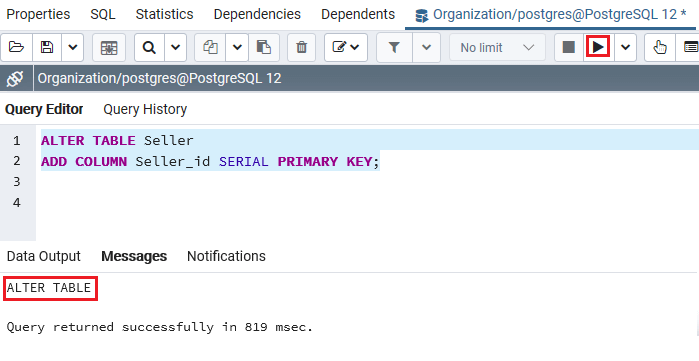 Properties SQL Statistics Dependencies Dependents Organization/postgres@PostgreSQL 12 *
No limit
Organization/postgres@PostgreSQL 12
Query Editor Query History
1 ALTER TABLE Seller
2 ADD COLUMN Seller_id SERIAL PRIMARY KEY;
3
4
Data Output Messages Notifications
ALTER TABLE
Query returned successfully in 819 msec.